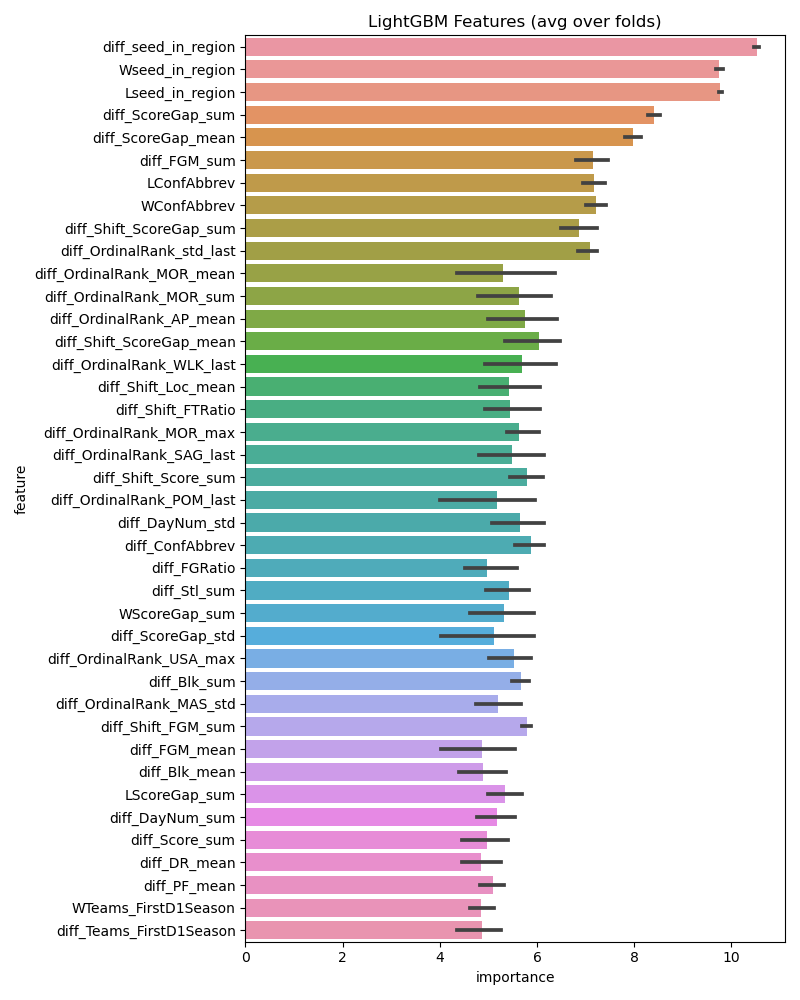 LightGBM Features (avg over folds)
diff_seed_in_region
Wseed_in_region
Lseed_in_region
diff_ScoreGap_sum
diff_ScoreGap_mean
diff_FGM_sum
LConfAbbrev
WConfAbbrev
diff_Shift_ScoreGap_sum
diff_OrdinalRank_std_last
diff_OrdinalRank_MOR_mean
diff_OrdinalRank_MOR_sum
diff_OrdinalRank_AP_mean
diff_Shift_ScoreGap_mean
diff_OrdinalRank_WLK_last
diff_Shift_Loc_mean
diff_Shift_FTRatio
diff_OrdinalRank_MOR_max
diff_OrdinalRank_SAG_last
diff_Shift_Score_sum
diff_OrdinalRank_POM_last
diff_DayNum_std
diff_ConfAbbrev
diff_FGRatio
diff_Stl_sum
WScoreGap_sum
diff_ScoreGap_std
diff_OrdinalRank_USA_max
diff_Blk_sum
diff_OrdinalRank_MAS_std
diff_Shift_FGM_sum
diff_FGM_mean
diff_Blk_mean
LScoreGap_sum
diff_DayNum_sum
diff_Score_sum
diff_DR_mean
diff_PF_mean
WTeams_FirstD1Season
diff_Teams_FirstD1Season
feature
0 2 4 6 8 10
importance